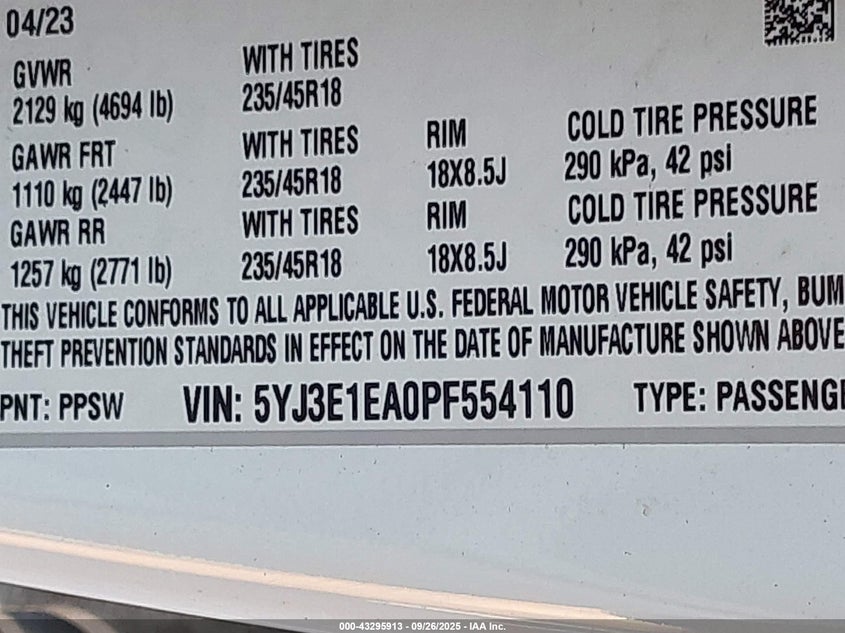 04/23
GVWR WITH TIRES
2129 kg (4694 lb) 235/45R18
GAWR FRT WITH TIRES RIM COLD TIRE PRESSURE
1110 kg (2447 lb) 235/45R18 18X8.5J 290 kPa, 42 psi
GAWR RR WITH TIRES RIM COLD TIRE PRESSURE
1257 kg (2771 lb) 235/45R18 18X8.5J 290 kPa, 42 psi
THIS VEHICLE CONFORMS TO ALL APPLICABLE U.S. FEDERAL MOTOR VEHICLE SAFETY, BUM
THEFT PREVENTION STANDARDS IN EFFECT ON THE DATE OF MANUFACTURE SHOWN ABOVE
PNT: PPSW VIN: 5YJ3E1EA0PF554110 TYPE: PASSENGE
000-43295913 - 09/26/2025 - IAA Inc.